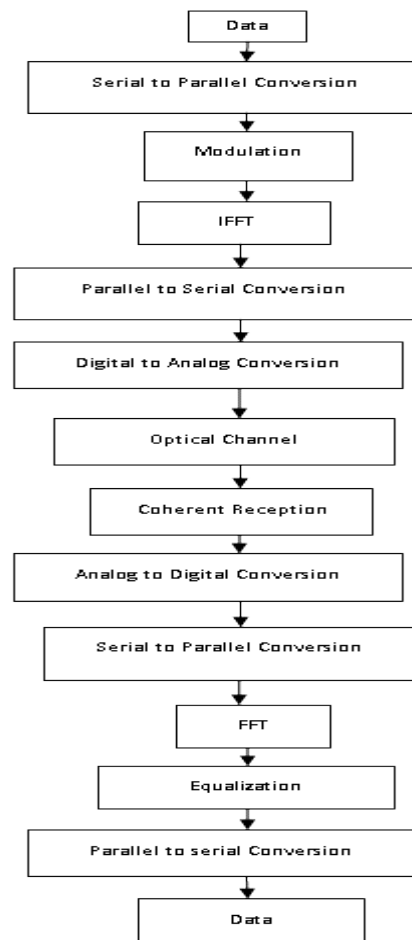 Data
Serial to Parallel Conversion
Modulation
IFFT
Parallel to Serial Conversion
Digital to Analog Conversion
Optical Channel
Coherent Reception
Analog to Digital Conversion
Serial to Parallel Conversion
FFT
Equalization
Parallel to serial Conversion
Data